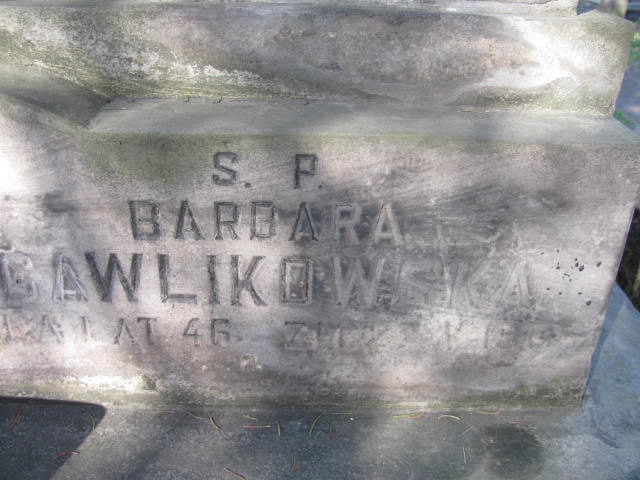 Ś. P.
BARBARA
GAWLIKOWSKA
LAT 46